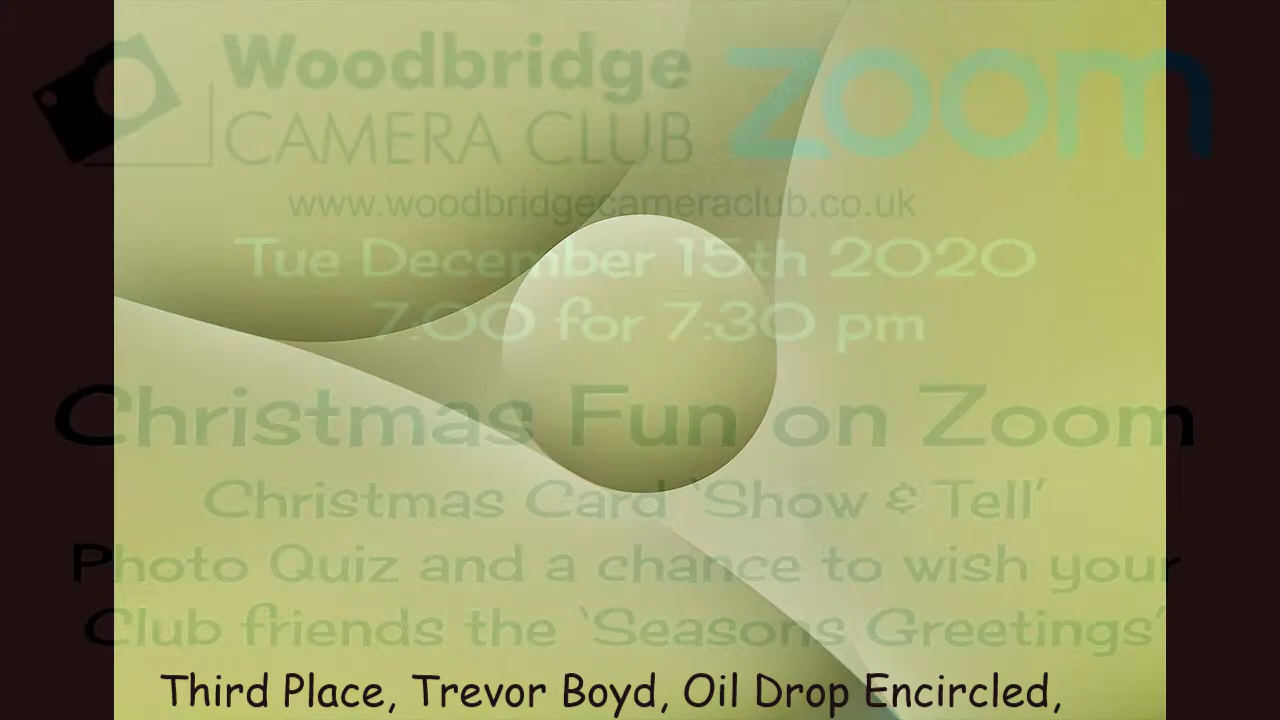 Woodbridge
CAMERA CLUB
zoom
www.woodbridgecameraclub.co.uk
Tue December 15th 2020
7:00 for 7:30 pm
Christmas Fun on Zoom
Christmas Card ‘Show & Tell’
Photo Quiz and a chance to wish your
Club friends the ‘Seasons Greetings’
Third Place, Trevor Boyd, Oil Drop Encircled,